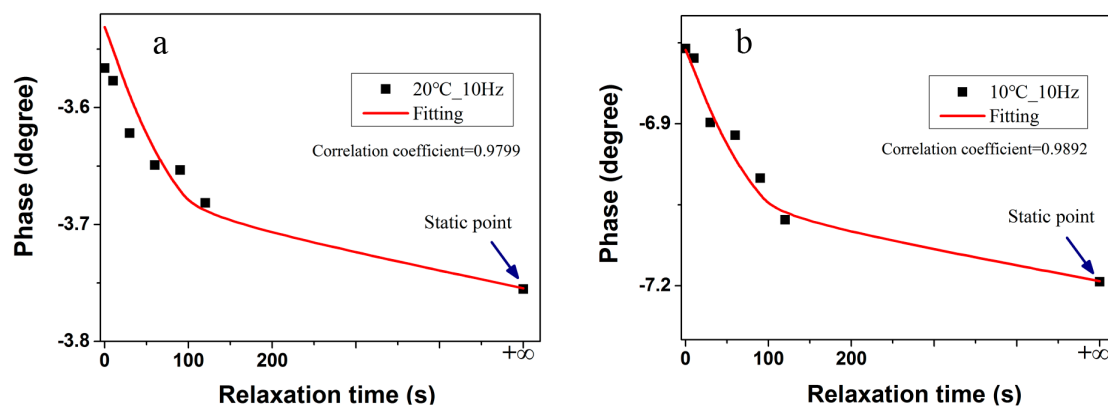 a
Phase (degree)
-3.6
-3.7
-3.8
20℃_10Hz
Fitting
Correlation coefficient=0.9799
Static point
0
100
200
+∞
Relaxation time (s)
b
Phase (degree)
-6.9
-7.2
10℃_10Hz
Fitting
Correlation coefficient=0.9892
Static point
0
100
200
+∞
Relaxation time (s)